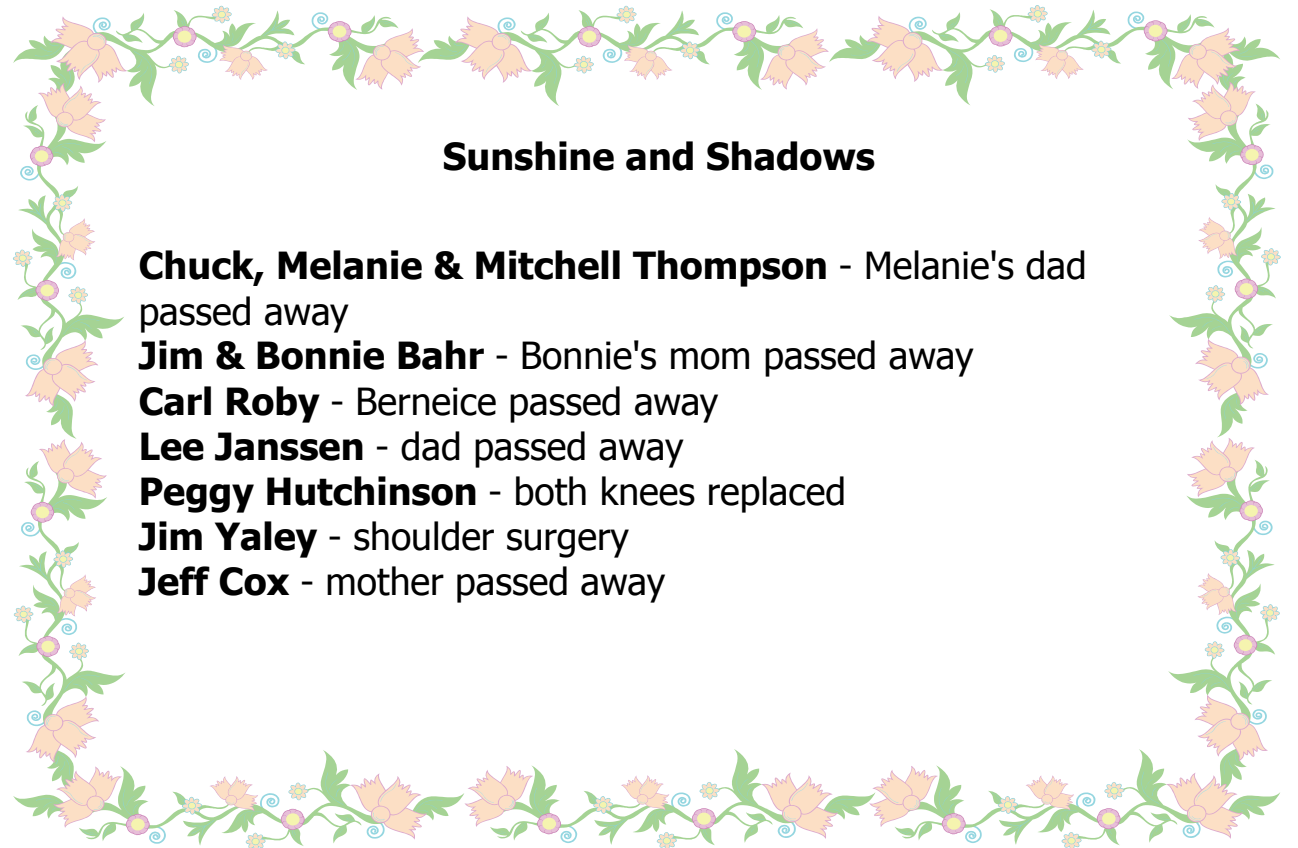 Sunshine and Shadows
Chuck, Melanie & Mitchell Thompson - Melanie's dad
passed away
Jim & Bonnie Bahr - Bonnie's mom passed away
Carl Roby - Berneice passed away
Lee Janssen - dad passed away
Peggy Hutchinson - both knees replaced
Jim Yaley - shoulder surgery
Jeff Cox - mother passed away